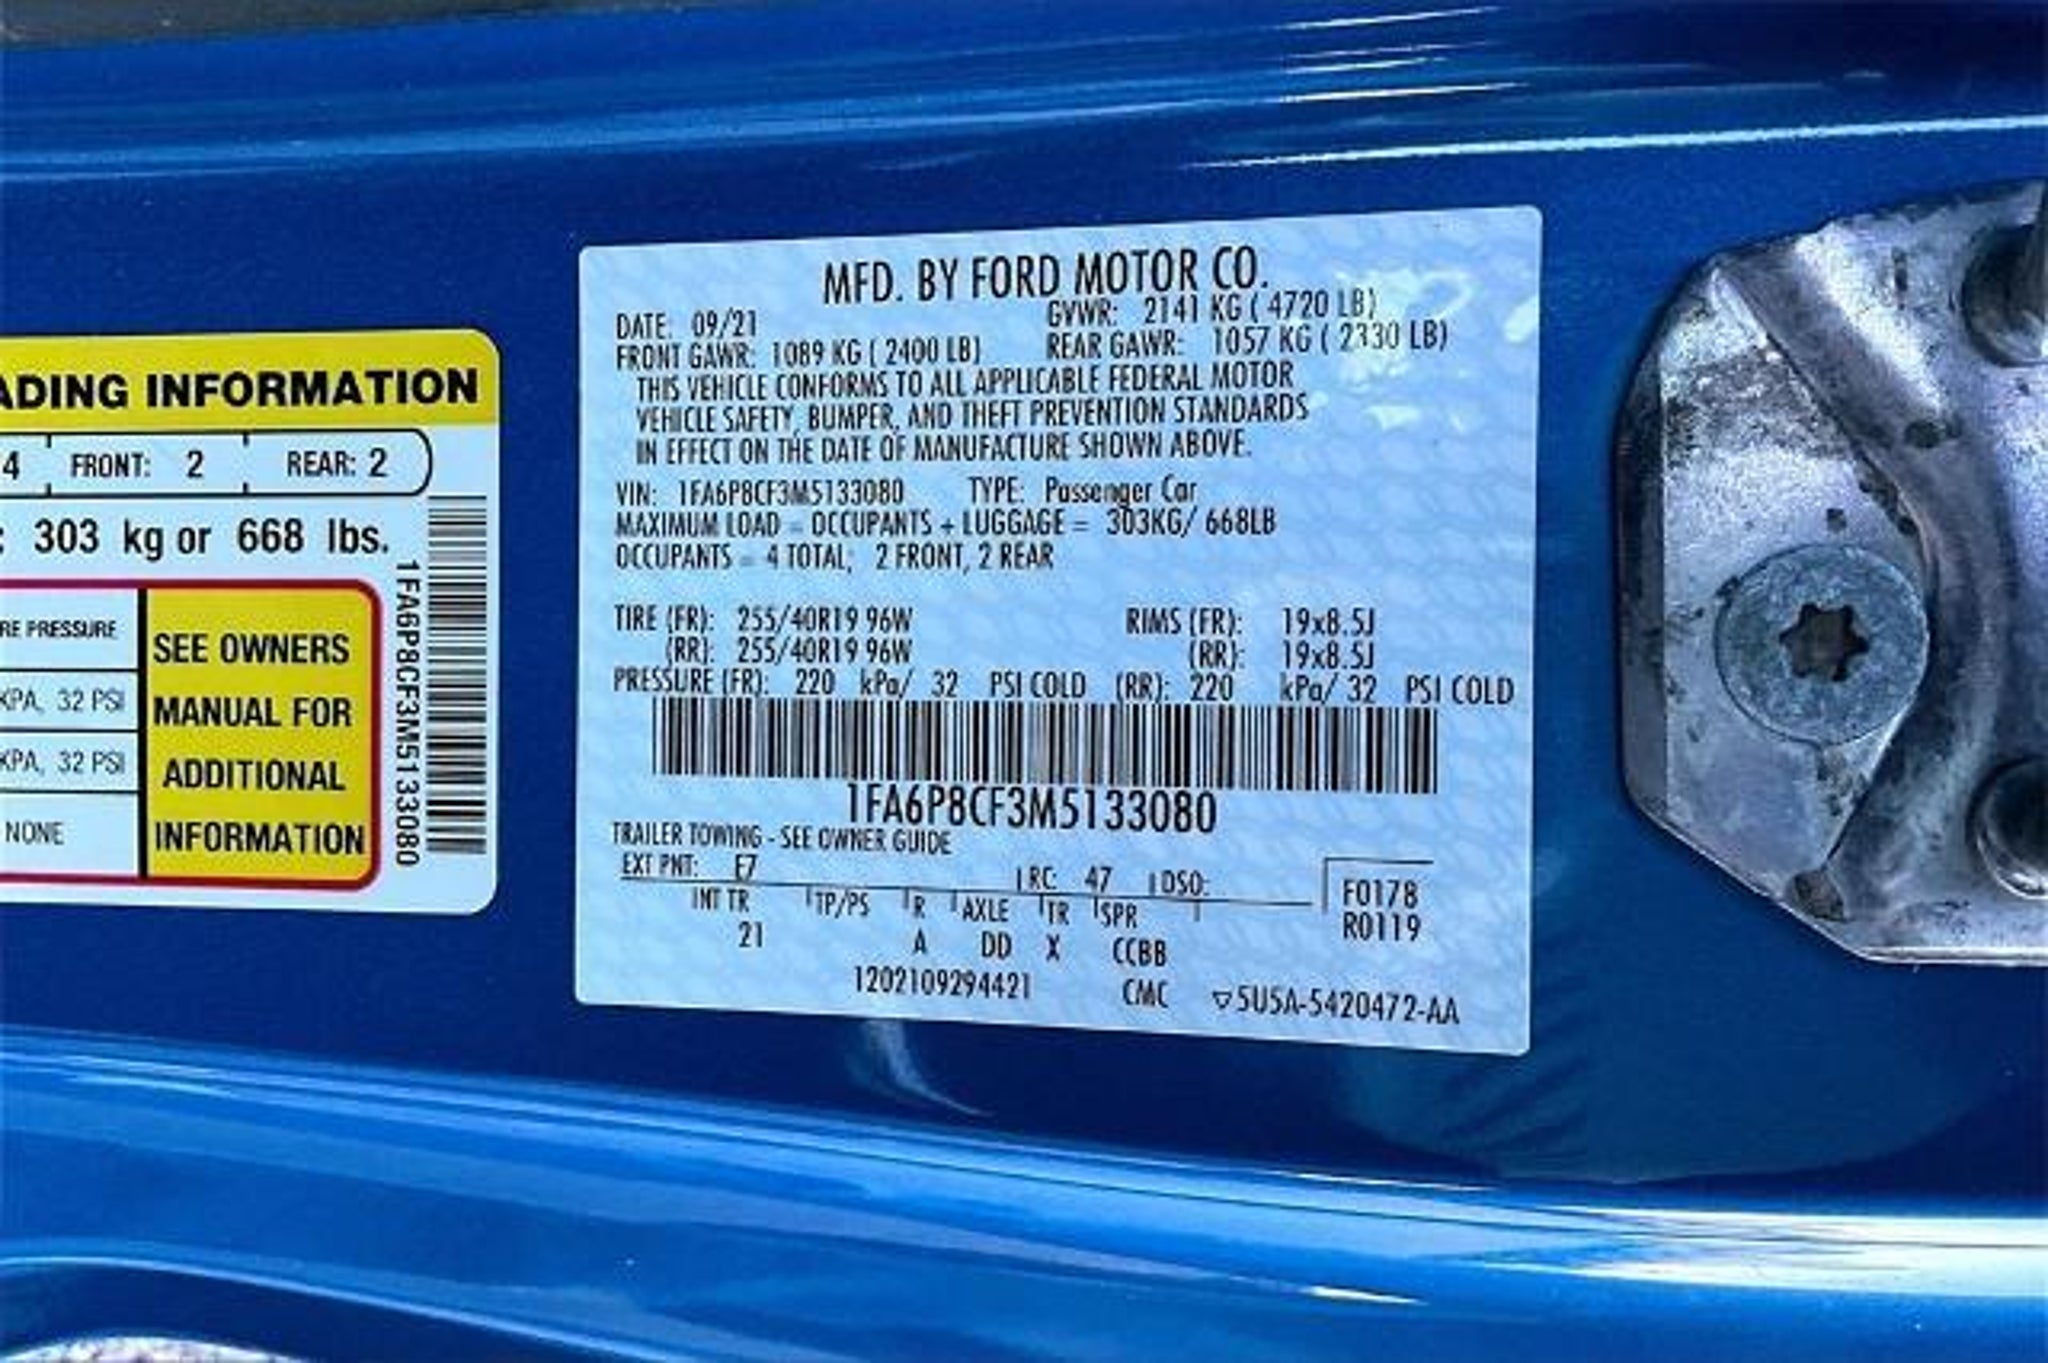 ADING INFORMATION
4 FRONT: 2 REAR: 2
: 303 kg or 668 lbs.
RE PRESSURE
KPA, 32 PSI
KPA, 32 PSI
NONE
SEE OWNERS
MANUAL FOR
ADDITIONAL
INFORMATION
1FA6P8CF3M5133080
MFD. BY FORD MOTOR CO.
DATE: 09/21 GVWR: 2141 KG ( 4720 LB)
FRONT GAWR: 1089 KG ( 2400 LB) REAR GAWR: 1057 KG ( 2330 LB)
THIS VEHICLE CONFORMS TO ALL APPLICABLE FEDERAL MOTOR
VEHICLE SAFETY, BUMPER, AND THEFT PREVENTION STANDARDS
IN EFFECT ON THE DATE OF MANUFACTURE SHOWN ABOVE.
VIN: 1FA6P8CF3M5133080 TYPE: Passenger Car
MAXIMUM LOAD = OCCUPANTS + LUGGAGE = 303KG/ 668LB
OCCUPANTS = 4 TOTAL; 2 FRONT, 2 REAR
TIRE (FR): 255/40R19 96W RIMS (FR): 19x8.5J
(RR): 255/40R19 96W (RR): 19x8.5J
PRESSURE (FR): 220 kPa/ 32 PSI COLD (RR): 220 kPa/ 32 PSI COLD
1FA6P8CF3M5133080
TRAILER TOWING - SEE OWNER GUIDE
EXT PNT: E7 RC: 47 DSO:
INT TR TP/PS R AXLE TR SPR
21 A DD X CCBB
F0178
R0119
1202109294421 CMC ▽5U5A-5420472-AA